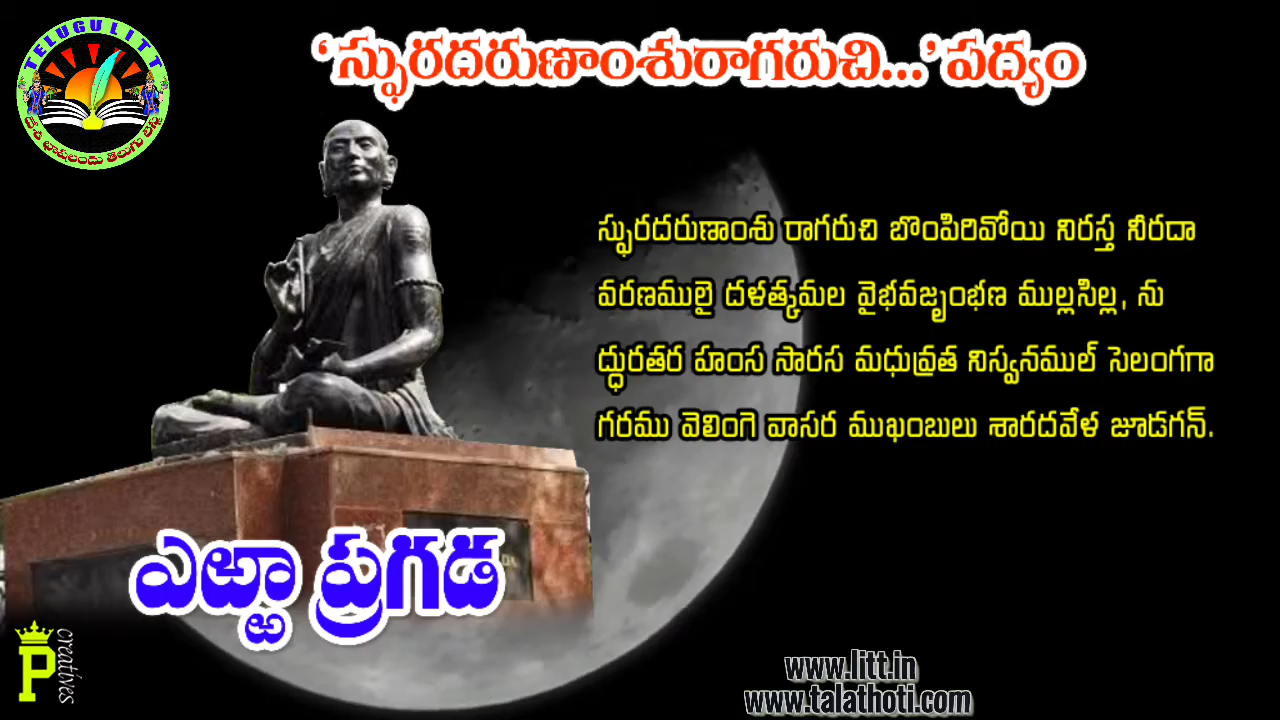 TELUGU LITT
దేశ భాషలందు తెలుగు లెస్స
‘స్ఫురదరుణాంశురాగరుచి...’ పద్యం
స్ఫురదరుణాంశు రాగరుచి బొంపిరివోయి నిరస్త నీరదా
వరణములై దళత్కమల వైభవజృంభణ ముల్లసిల్ల, ను
ద్ధురతర హంస సారస మధువ్రత నిస్వనముల్ సెలంగగా
గరము వెలింగె వాసర ముఖంబులు శారదవేళ జూడగన్.
ఎఱ్ఱా ప్రగడ
P creatives
www.litt.in
www.talathoti.com